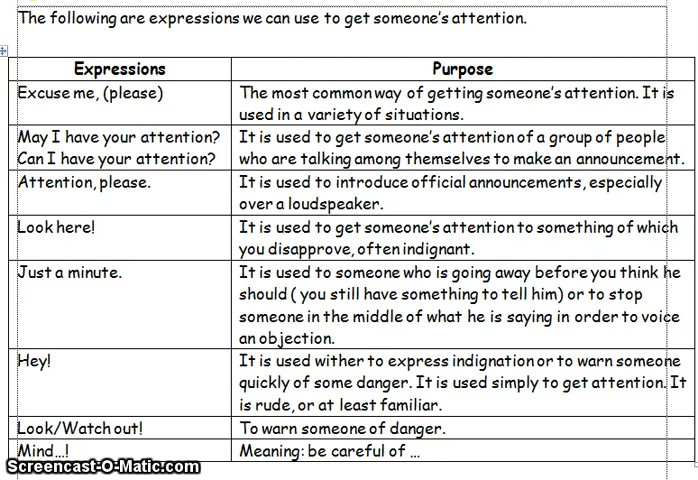 The following are expressions we can use to get someone's attention.
Expressions
Purpose
Excuse me, (please)
The most common way of getting someone's attention. It is
used in a variety of situations.
May I have your attention?
Can I have your attention?
It is used to get someone's attention of a group of people
who are talking among themselves to make an announcement.
Attention, please.
It is used to introduce official announcements, especially
over a loudspeaker.
Look here!
It is used to get someone's attention to something of which
you disapprove, often indignant.
Just a minute.
It is used to someone who is going away before you think he
should ( you still have something to tell him) or to stop
someone in the middle of what he is saying in order to voice
an objection.
Hey!
It is used wither to express indignation or to warn someone
quickly of some danger. It is used simply to get attention. It
is rude, or at least familiar.
Look/Watch out!
To warn someone of danger.
Mind...!
Meaning: be careful of ...
Screencast-O-Matic.com